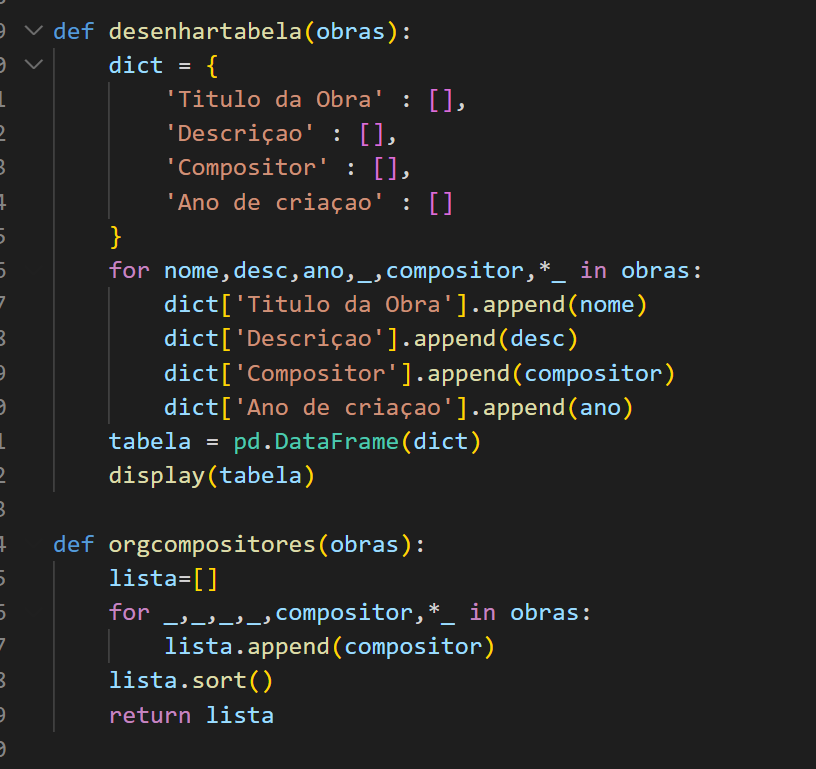 9 def desenhartabela(obras):
0     dict = {
1         'Titulo da Obra' : [],
2         'Descriçao' : [],
3         'Compositor' : [],
4         'Ano de criaçao' : []
5     }
6     for nome,desc,ano,_,compositor,*_ in obras:
7         dict['Titulo da Obra'].append(nome)
8         dict['Descriçao'].append(desc)
9         dict['Compositor'].append(compositor)
0         dict['Ano de criaçao'].append(ano)
1     tabela = pd.DataFrame(dict)
2     display(tabela)
3
4 def orgcompositores(obras):
5     lista=[]
6     for _,_,_,_,compositor,*_ in obras:
7         lista.append(compositor)
8     lista.sort()
9     return lista
0